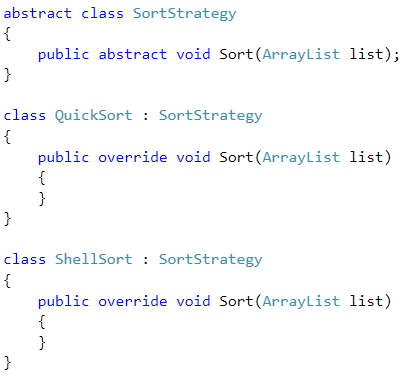 abstract class SortStrategy
{
    public abstract void Sort(ArrayList list);
}

class QuickSort : SortStrategy
{
    public override void Sort(ArrayList list)
    {
    }
}

class ShellSort : SortStrategy
{
    public override void Sort(ArrayList list)
    {
    }
}